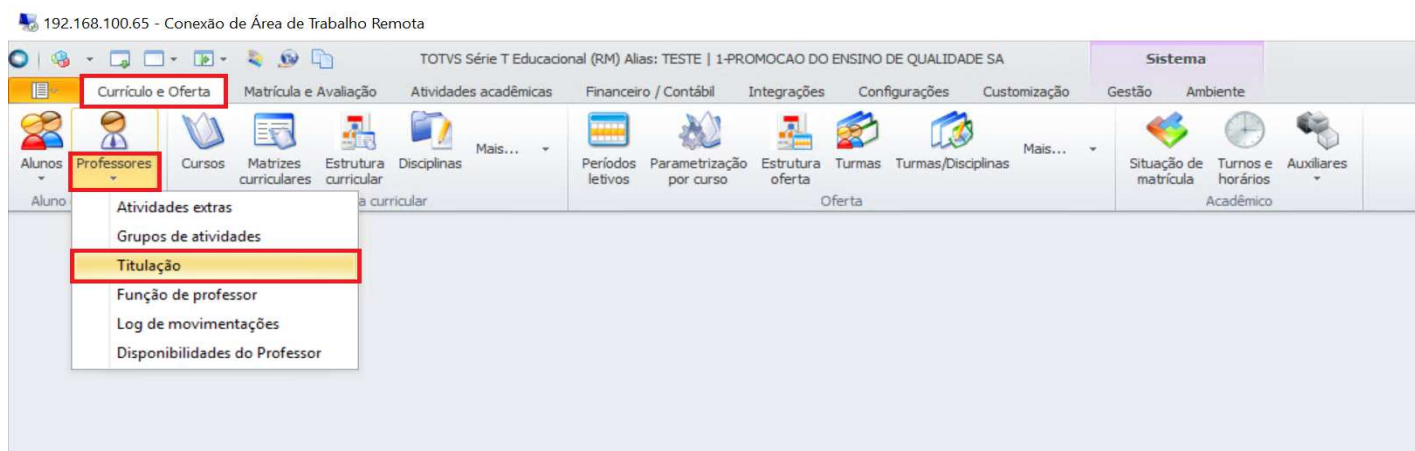 192.168.100.65 - Conexão de Área de Trabalho Remota
TOTVS Série T Educacional (RM) Alias: TESTE | 1-PROMOCAO DO ENSINO DE QUALIDADE SA
Sistema
Currículo e Oferta Matrícula e Avaliação Atividades acadêmicas Financeiro / Contábil Integrações Configurações Customização Gestão Ambiente
Alunos Professores Cursos Matrizes curriculares Estrutura curricular Disciplinas Mais... Períodos letivos Parametrização por curso Estrutura oferta Turmas Turmas/Disciplinas Mais... Situação de matrícula Turnos e horários Auxiliares
Aluno a curricular Oferta Acadêmico
Atividades extras
Grupos de atividades
Titulação
Função de professor
Log de movimentações
Disponibilidades do Professor